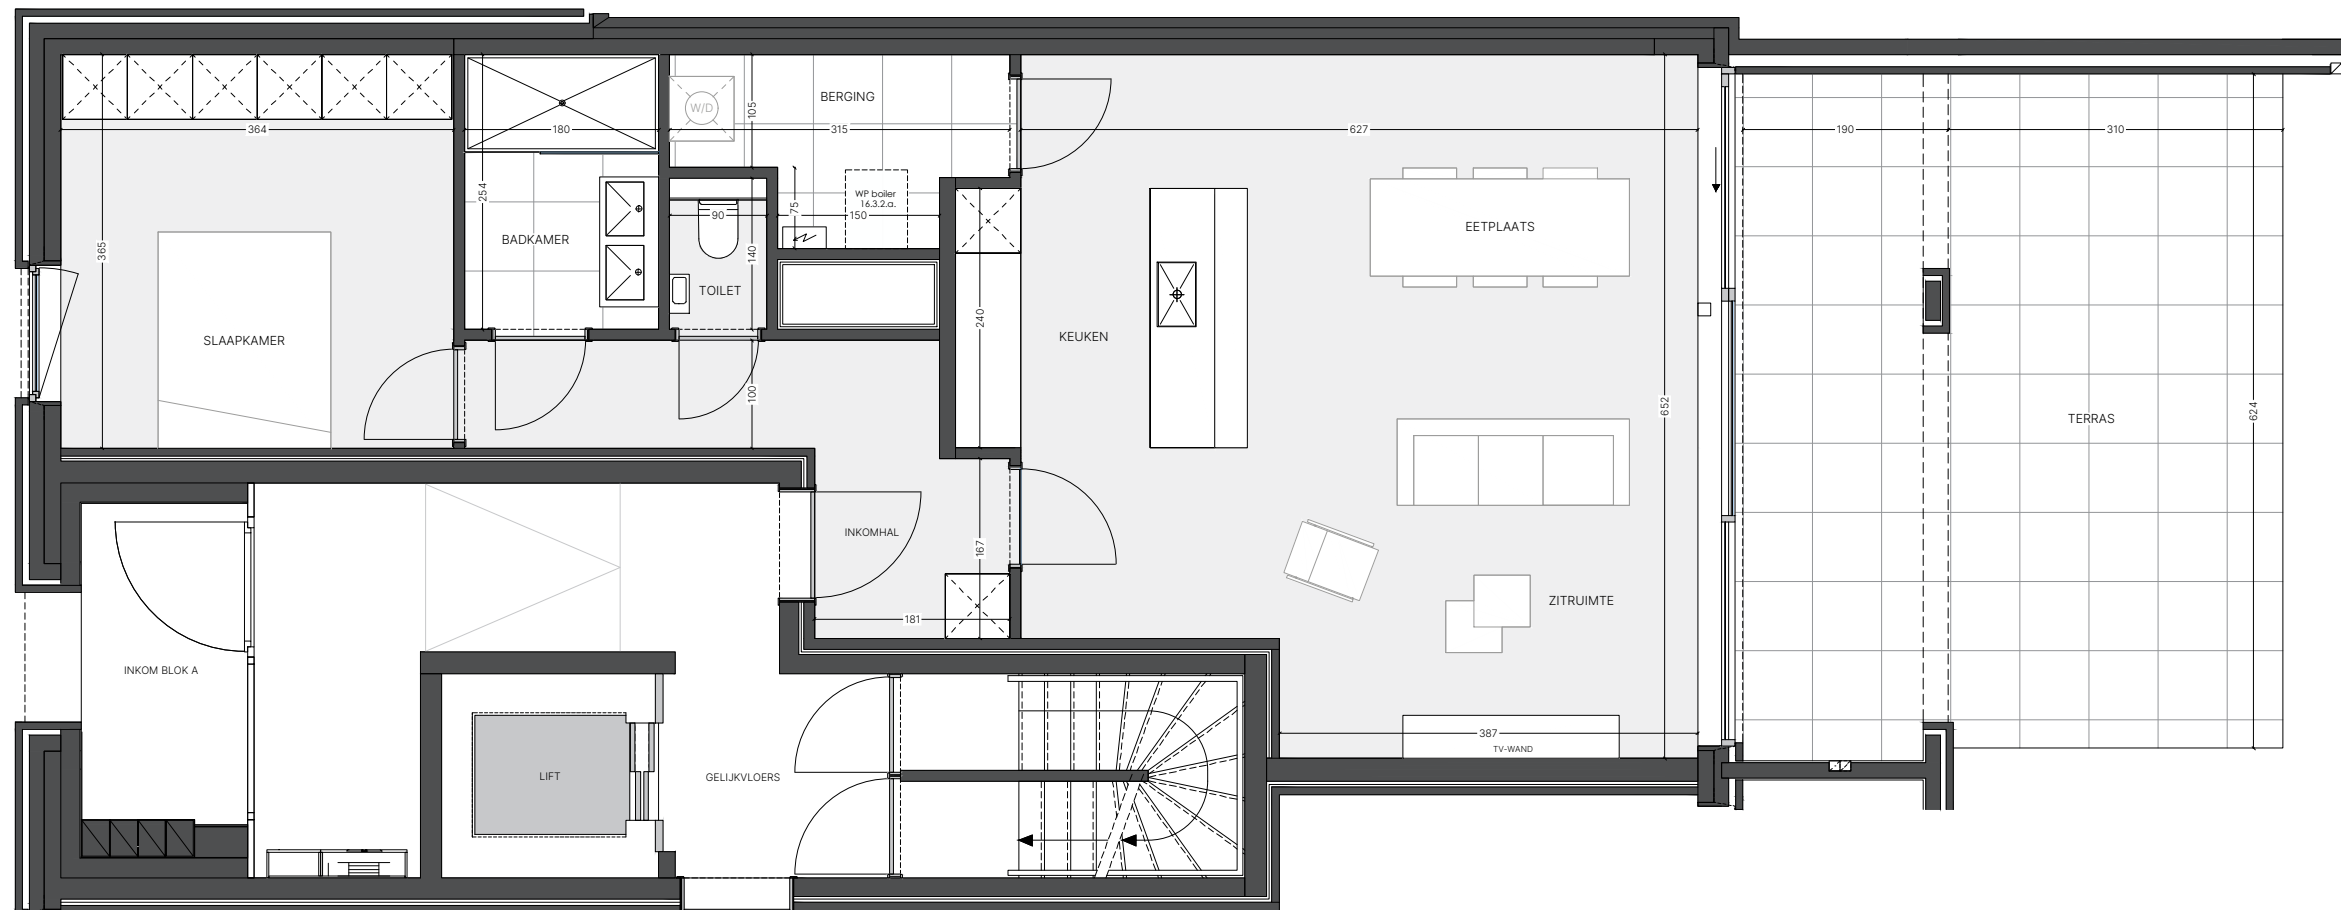 BERGING
W/D
105
364
180
315
627
190
310
254
WP boiler
16.3.2.a.
75
90
150
EETPLAATS
BADKAMER
365
140
TOILET
240
SLAAPKAMER
KEUKEN
100
652
624
TERRAS
INKOMHAL
167
ZITRUIMTE
181
INKOM BLOK A
387
TV-WAND
LIFT
GELIJKVLOERS